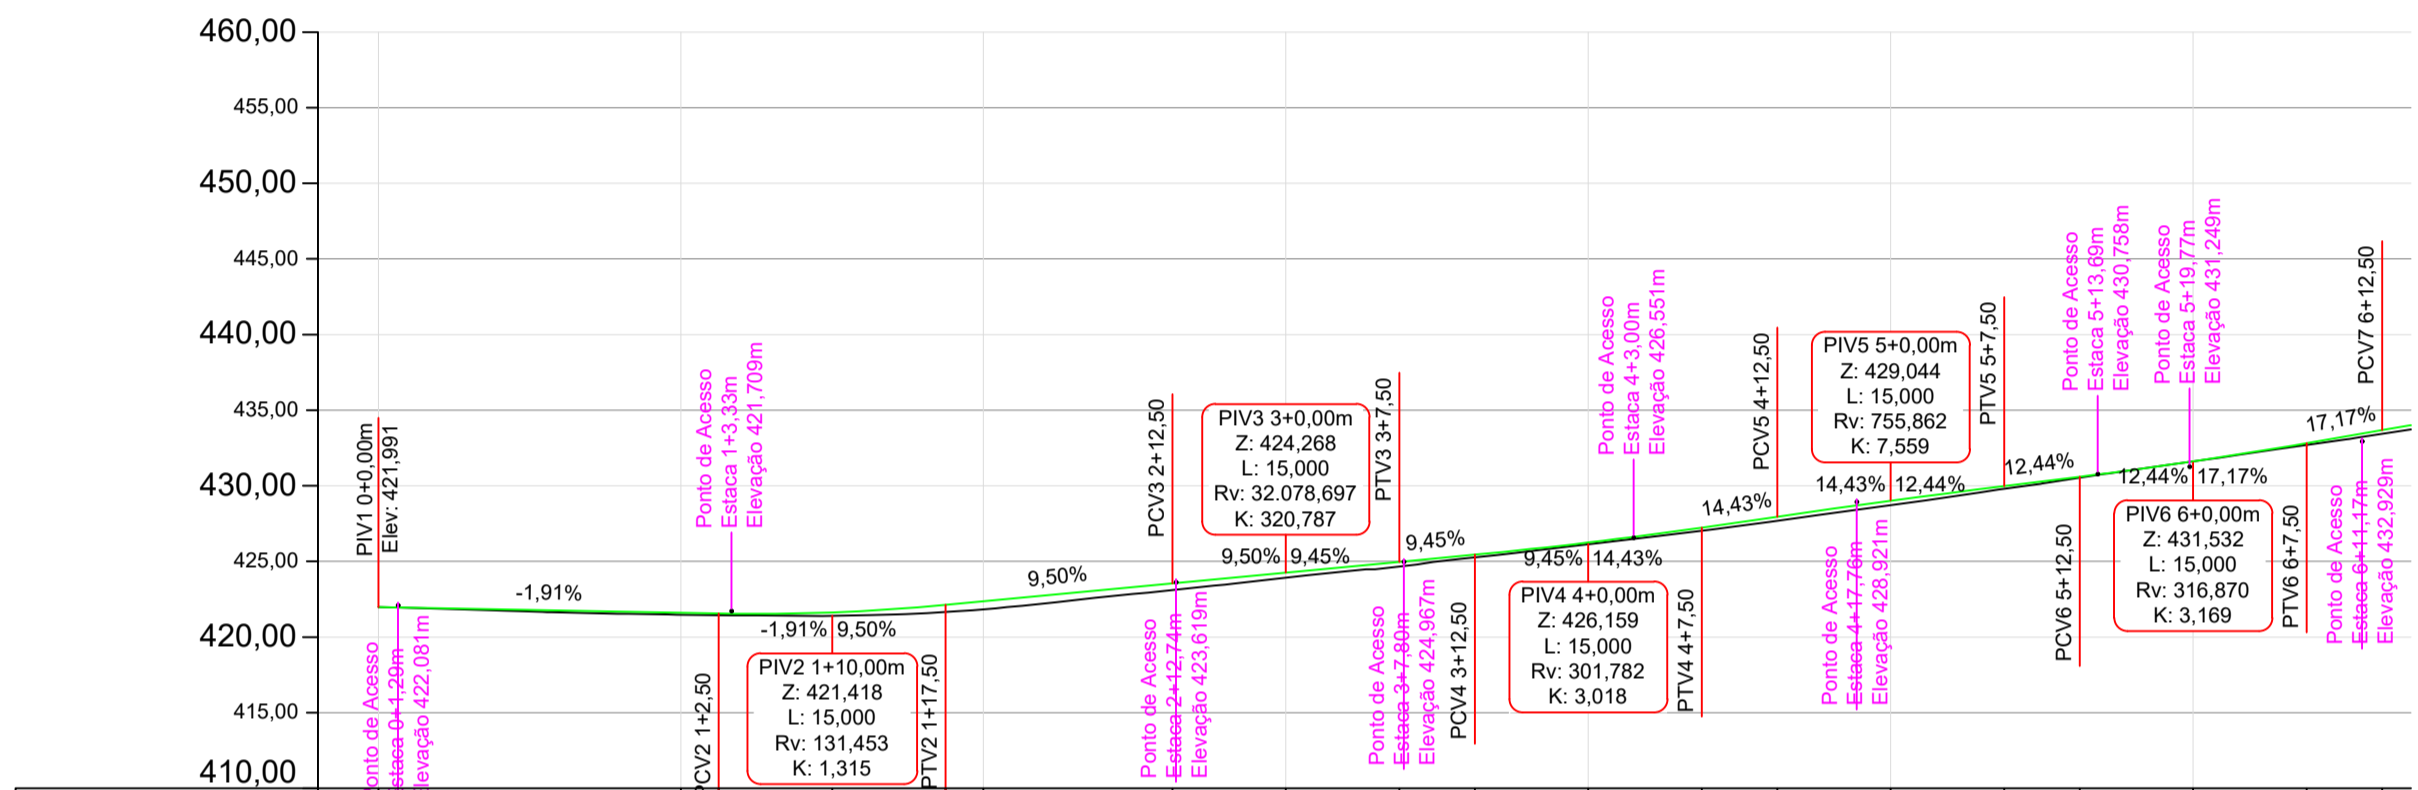 460,00
455,00
450,00
445,00
440,00
435,00
430,00
425,00
420,00
415,00
410,00
PIV1 0+0,00m
Elev: 421,991
Ponto de Acesso
Estaca 0+1,29m
Elevação 422,081m
-1,91%
Ponto de Acesso
Estaca 1+3,33m
Elevação 421,709m
PCV2 1+2,50
-1,91%
9,50%
PIV2 1+10,00m
Z: 421,418
L: 15,000
Rv: 131,453
K: 1,315
PTV2 1+17,50
9,50%
PCV3 2+12,50
Ponto de Acesso
Estaca 2+12,74m
Elevação 423,619m
PIV3 3+0,00m
Z: 424,268
L: 15,000
Rv: 32.078,697
K: 320,787
9,50%
9,45%
PTV3 3+7,50
Ponto de Acesso
Estaca 3+7,80m
Elevação 424,967m
9,45%
PCV4 3+12,50
9,45%
14,43%
PIV4 4+0,00m
Z: 426,159
L: 15,000
Rv: 301,782
K: 3,018
Ponto de Acesso
Estaca 4+3,00m
Elevação 426,551m
PTV4 4+7,50
14,43%
PCV5 4+12,50
Ponto de Acesso
Estaca 4+17,76m
Elevação 428,921m
PIV5 5+0,00m
Z: 429,044
L: 15,000
Rv: 755,862
K: 7,559
14,43%
12,44%
PTV5 5+7,50
12,44%
PCV6 5+12,50
Ponto de Acesso
Estaca 5+13,69m
Elevação 430,758m
Ponto de Acesso
Estaca 5+19,77m
Elevação 431,249m
12,44%
17,17%
PIV6 6+0,00m
Z: 431,532
L: 15,000
Rv: 316,870
K: 3,169
PTV6 6+7,50
Ponto de Acesso
Estaca 6+11,17m
Elevação 432,929m
17,17%
PCV7 6+12,50